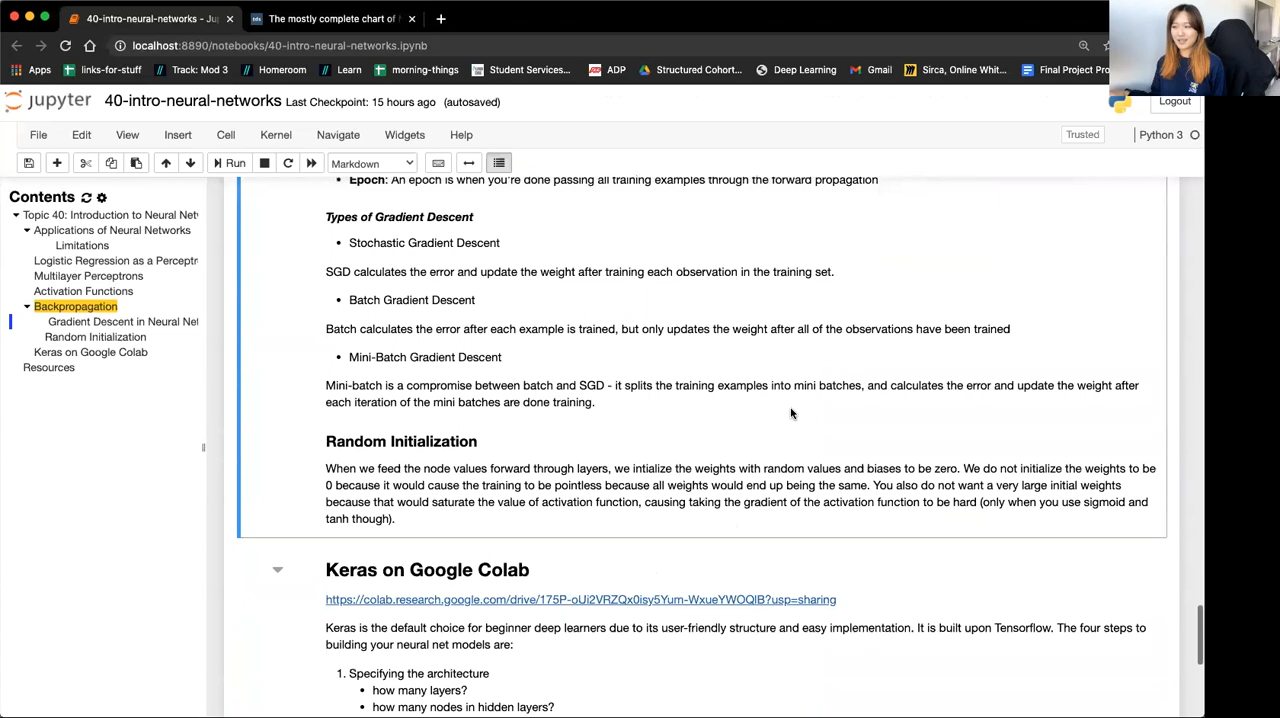 40-intro-neural-networks - Jup
The mostly complete chart of
localhost:8890/notebooks/40-intro-neural-networks.ipynb
Apps
links-for-stuff
Track: Mod 3
Homeroom
Learn
morning-things
Student Services...
ADP
Structured Cohort...
Deep Learning
Gmail
Sirca, Online Whit...
Final Project Pro
jupyter 40-intro-neural-networks Last Checkpoint: 15 hours ago (autosaved)
Logout
File Edit View Insert Cell Kernel Navigate Widgets Help
Trusted
Python 3
Run
Markdown
Contents
Topic 40: Introduction to Neural Net
Applications of Neural Networks
Limitations
Logistic Regression as a Perceptr
Multilayer Perceptrons
Activation Functions
Backpropagation
Gradient Descent in Neural Net
Random Initialization
Keras on Google Colab
Resources
• Epoch: An epoch is when you're done passing all training examples through the forward propagation
Types of Gradient Descent
• Stochastic Gradient Descent
SGD calculates the error and update the weight after training each observation in the training set.
• Batch Gradient Descent
Batch calculates the error after each example is trained, but only updates the weight after all of the observations have been trained
• Mini-Batch Gradient Descent
Mini-batch is a compromise between batch and SGD - it splits the training examples into mini batches, and calculates the error and update the weight after
each iteration of the mini batches are done training.
Random Initialization
When we feed the node values forward through layers, we intialize the weights with random values and biases to be zero. We do not initialize the weights to be
0 because it would cause the training to be pointless because all weights would end up being the same. You also do not want a very large initial weights
because that would saturate the value of activation function, causing taking the gradient of the activation function to be hard (only when you use sigmoid and
tanh though).
Keras on Google Colab
https://colab.research.google.com/drive/175P-oUi2VRZQx0isy5Yum-WxueYWOQlB?usp=sharing
Keras is the default choice for beginner deep learners due to its user-friendly structure and easy implementation. It is built upon Tensorflow. The four steps to
building your neural net models are:
1. Specifying the architecture
• how many layers?
• how many nodes in hidden layers?